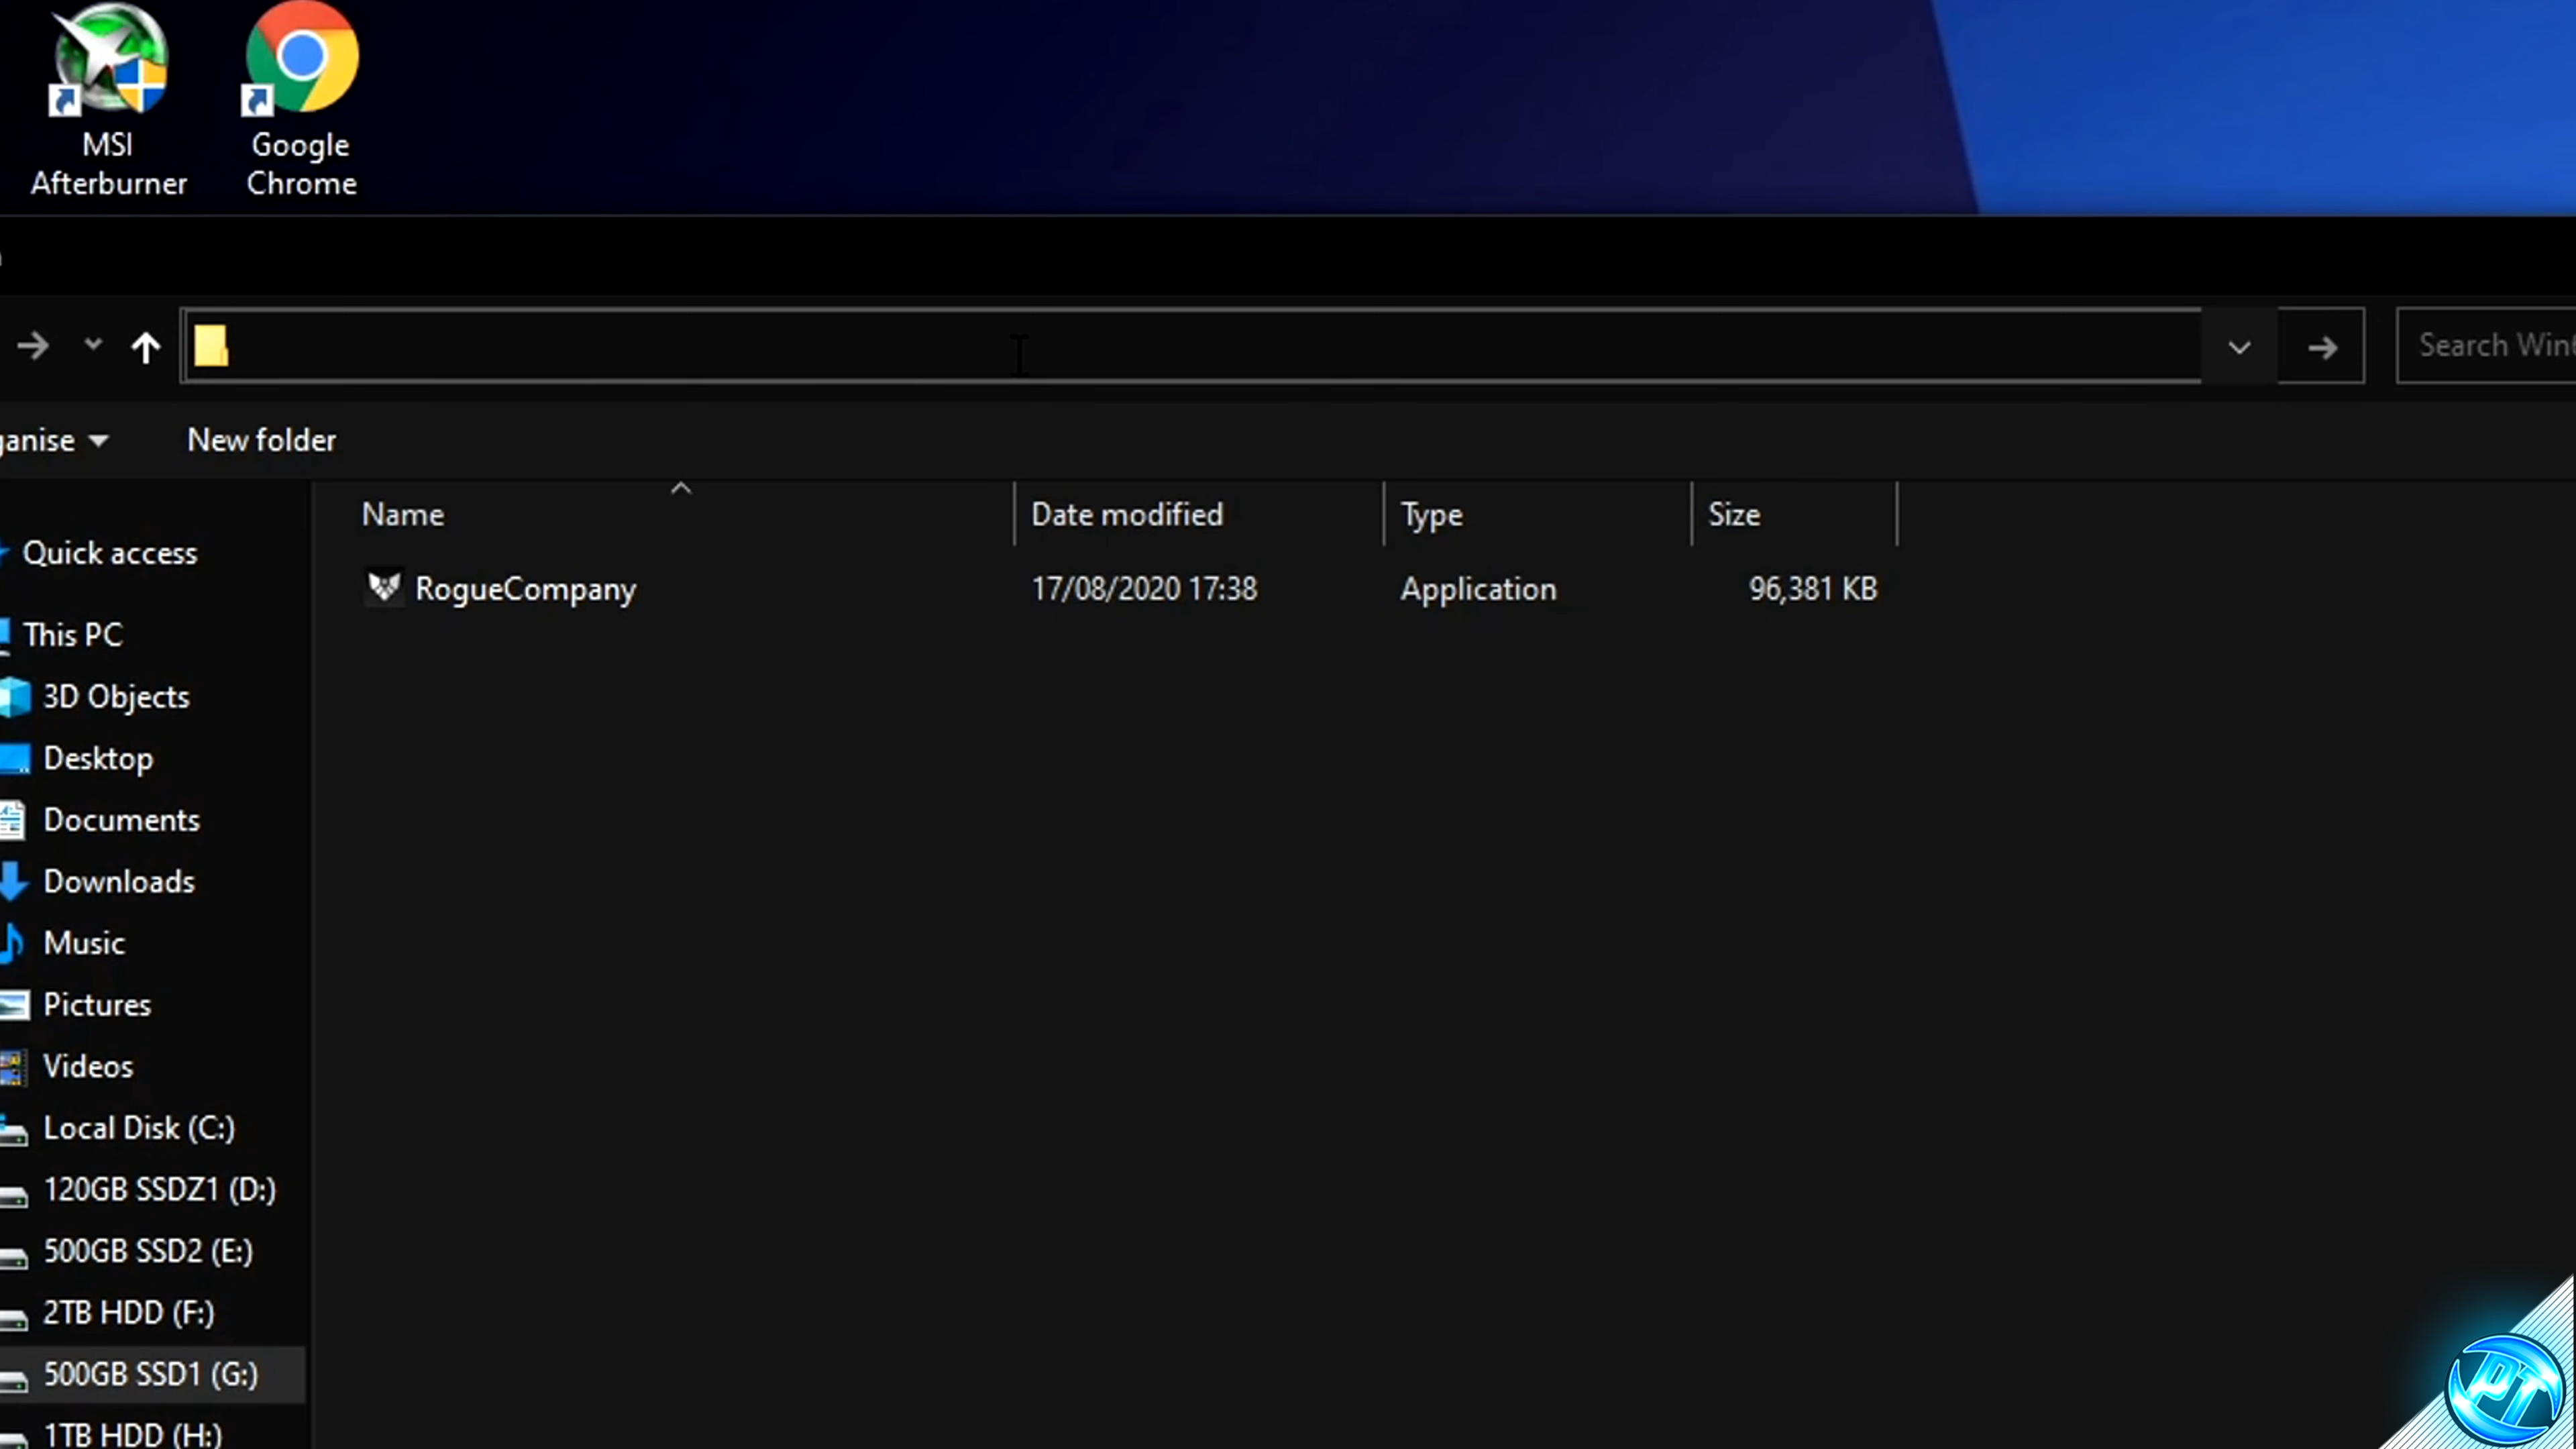 MSI
Afterburner
Google
Chrome
Search Win
ganise
New folder
Name
Date modified
Type
Size
Quick access
RogueCompany
17/08/2020 17:38
Application
96,381 KB
This PC
3D Objects
Desktop
Documents
Downloads
Music
Pictures
Videos
Local Disk (C:)
120GB SSDZ1 (D:)
500GB SSD2 (E:)
2TB HDD (F:)
500GB SSD1 (G:)
1TB HDD (H:)
PT